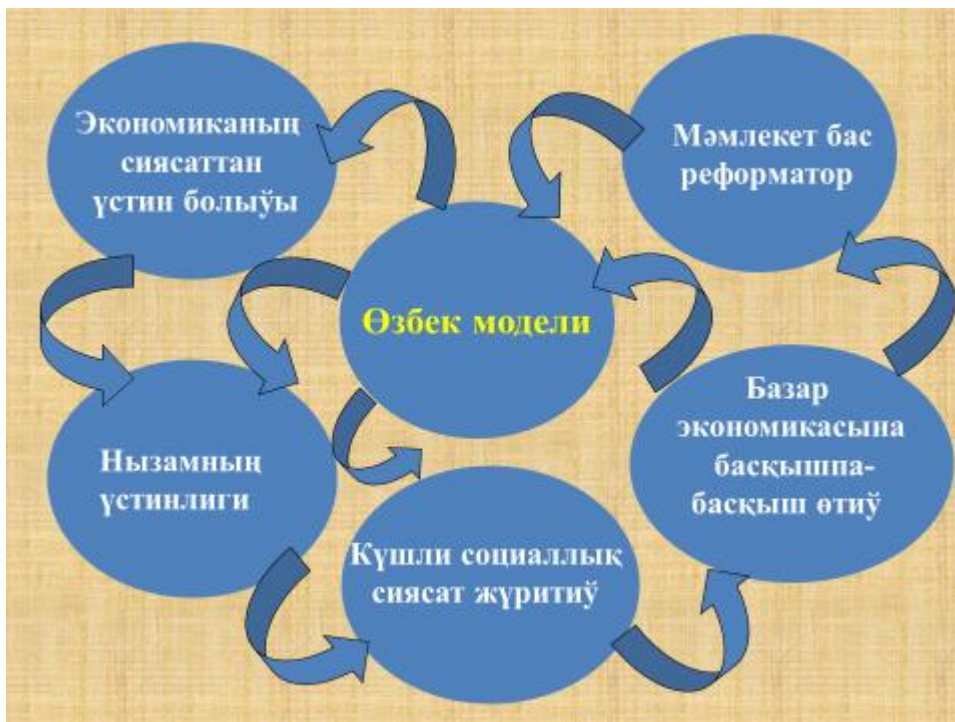 Экономиканың
сиясаттан
үстин болыўы
Мәмлекет бас
реформатор
Өзбек модели
Нызамның
үстинлиги
Базар
экономикасына
басқышпа-
басқыш өтиў
Күшли социаллық
сиясат жүритиў